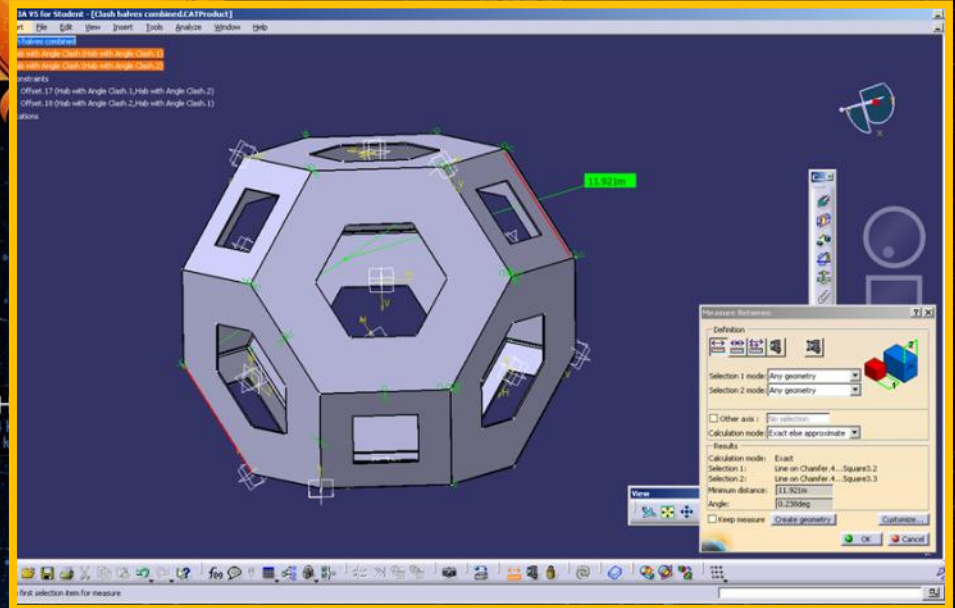 IA V5 for Student - [Clash halves combined.CATProduct]
File Edit View Insert Tools Analyze Window Help
halves combined
with Angle Clash (Hab with Angle Clash.1)
with Angle Clash (Hab with Angle Clash.2)
onstraints
Offset.17 (Hab with Angle Clash.1,Hab with Angle Clash.2)
Offset.18 (Hab with Angle Clash.2,Hab with Angle Clash.1)
cations
11.921m
Measure Between
Definition
Selection 1 mode: Any geometry
Selection 2 mode: Any geometry
Other axis : No selection
Calculation mode: Exact else approximate
Results
Calculation mode: Exact
Selection 1: Line on Chamfer.4...Square3.2
Selection 2: Line on Chamfer.4...Square3.3
Minimum distance: 11.921m
Angle: 0.238deg
Keep measure Create geometry Customize...
OK Cancel
View
first selection item for measure